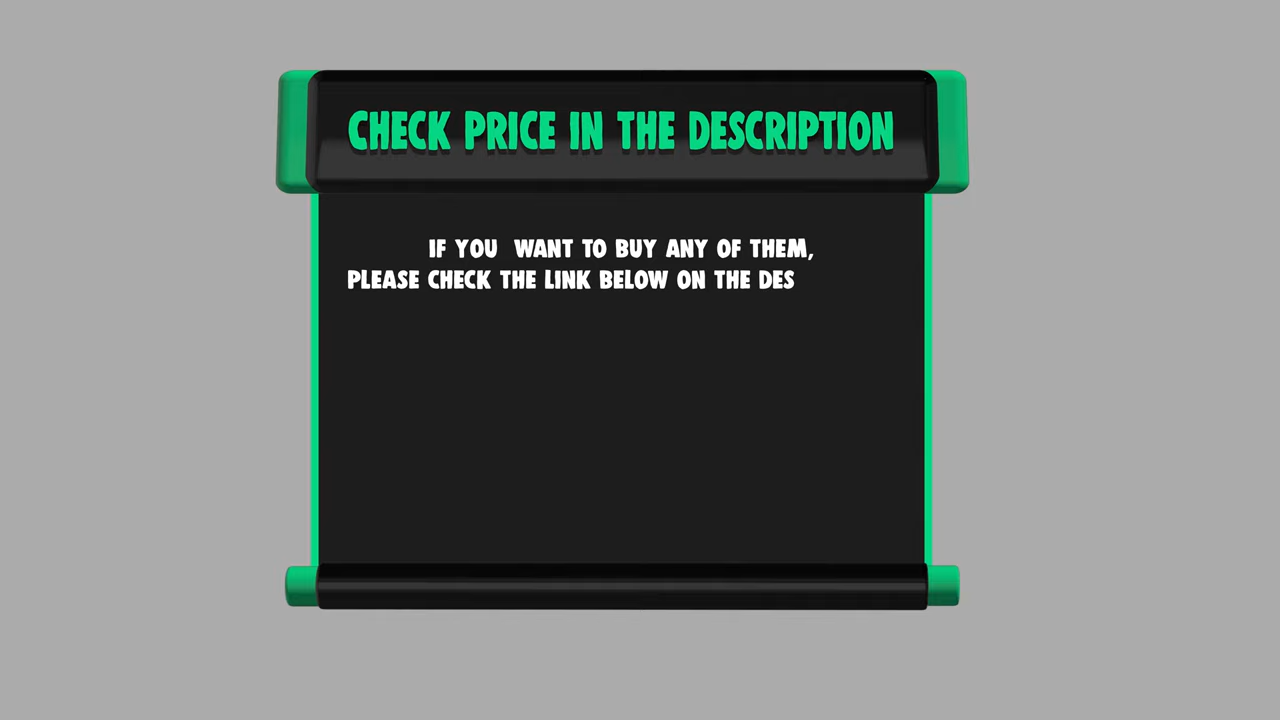 CHECK PRICE IN THE DESCRIPTION
IF YOU WANT TO BUY ANY OF THEM,
PLEASE CHECK THE LINK BELOW ON THE DES